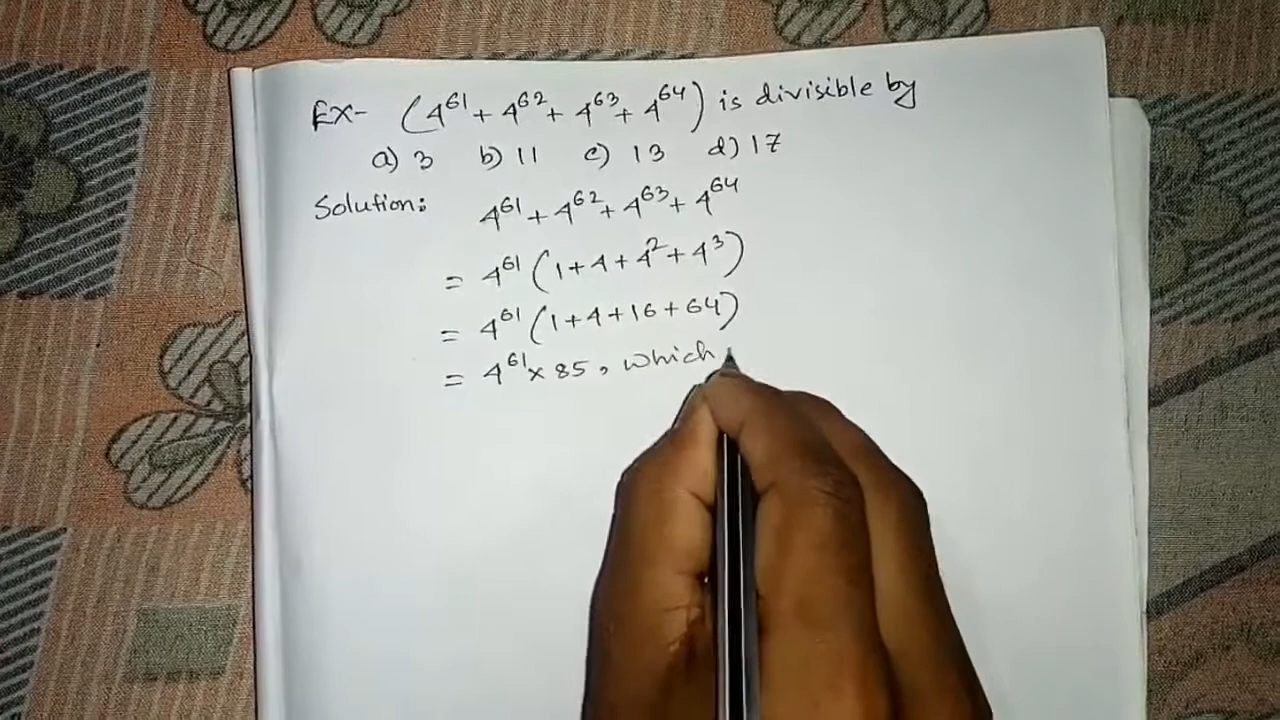 Ex- (4^61 + 4^62 + 4^63 + 4^64) is divisible by
a) 3 b) 11 c) 13 d) 17
Solution: 4^61 + 4^62 + 4^63 + 4^64
= 4^61 (1 + 4 + 4^2 + 4^3)
= 4^61 (1 + 4 + 16 + 64)
= 4^61 × 85, which